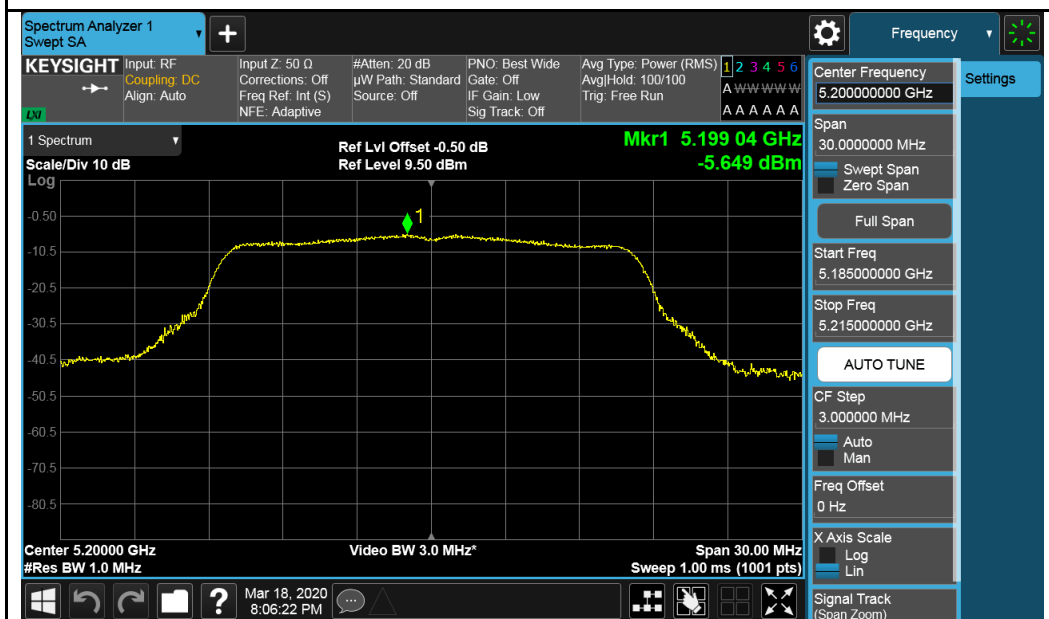 Spectrum Analyzer 1
Swept SA
+
Frequency
KEYSIGHT
Input: RF
Coupling: DC
Align: Auto
Input Z: 50 Ω
Corrections: Off
Freq Ref: Int (S)
NFE: Adaptive
#Atten: 20 dB
µW Path: Standard
Source: Off
PNO: Best Wide
Gate: Off
IF Gain: Low
Sig Track: Off
Avg Type: Power (RMS)
Avg|Hold: 100/100
Trig: Free Run
1 2 3 4 5 6
A W W W W W
A A A A A A
LXI
1 Spectrum
Scale/Div 10 dB
Log
Ref Lvl Offset -0.50 dB
Ref Level 9.50 dBm
Mkr1 5.199 04 GHz
-5.649 dBm
1
-0.50
-10.5
-20.5
-30.5
-40.5
-50.5
-60.5
-70.5
-80.5
Center 5.20000 GHz
#Res BW 1.0 MHz
Video BW 3.0 MHz*
Span 30.00 MHz
Sweep 1.00 ms (1001 pts)
Center Frequency
5.200000000 GHz
Span
30.0000000 MHz
Swept Span
Zero Span
Full Span
Start Freq
5.185000000 GHz
Stop Freq
5.215000000 GHz
AUTO TUNE
CF Step
3.000000 MHz
Auto
Man
Freq Offset
0 Hz
X Axis Scale
Log
Lin
Signal Track
(Span Zoom)
Settings
?
Mar 18, 2020
8:06:22 PM